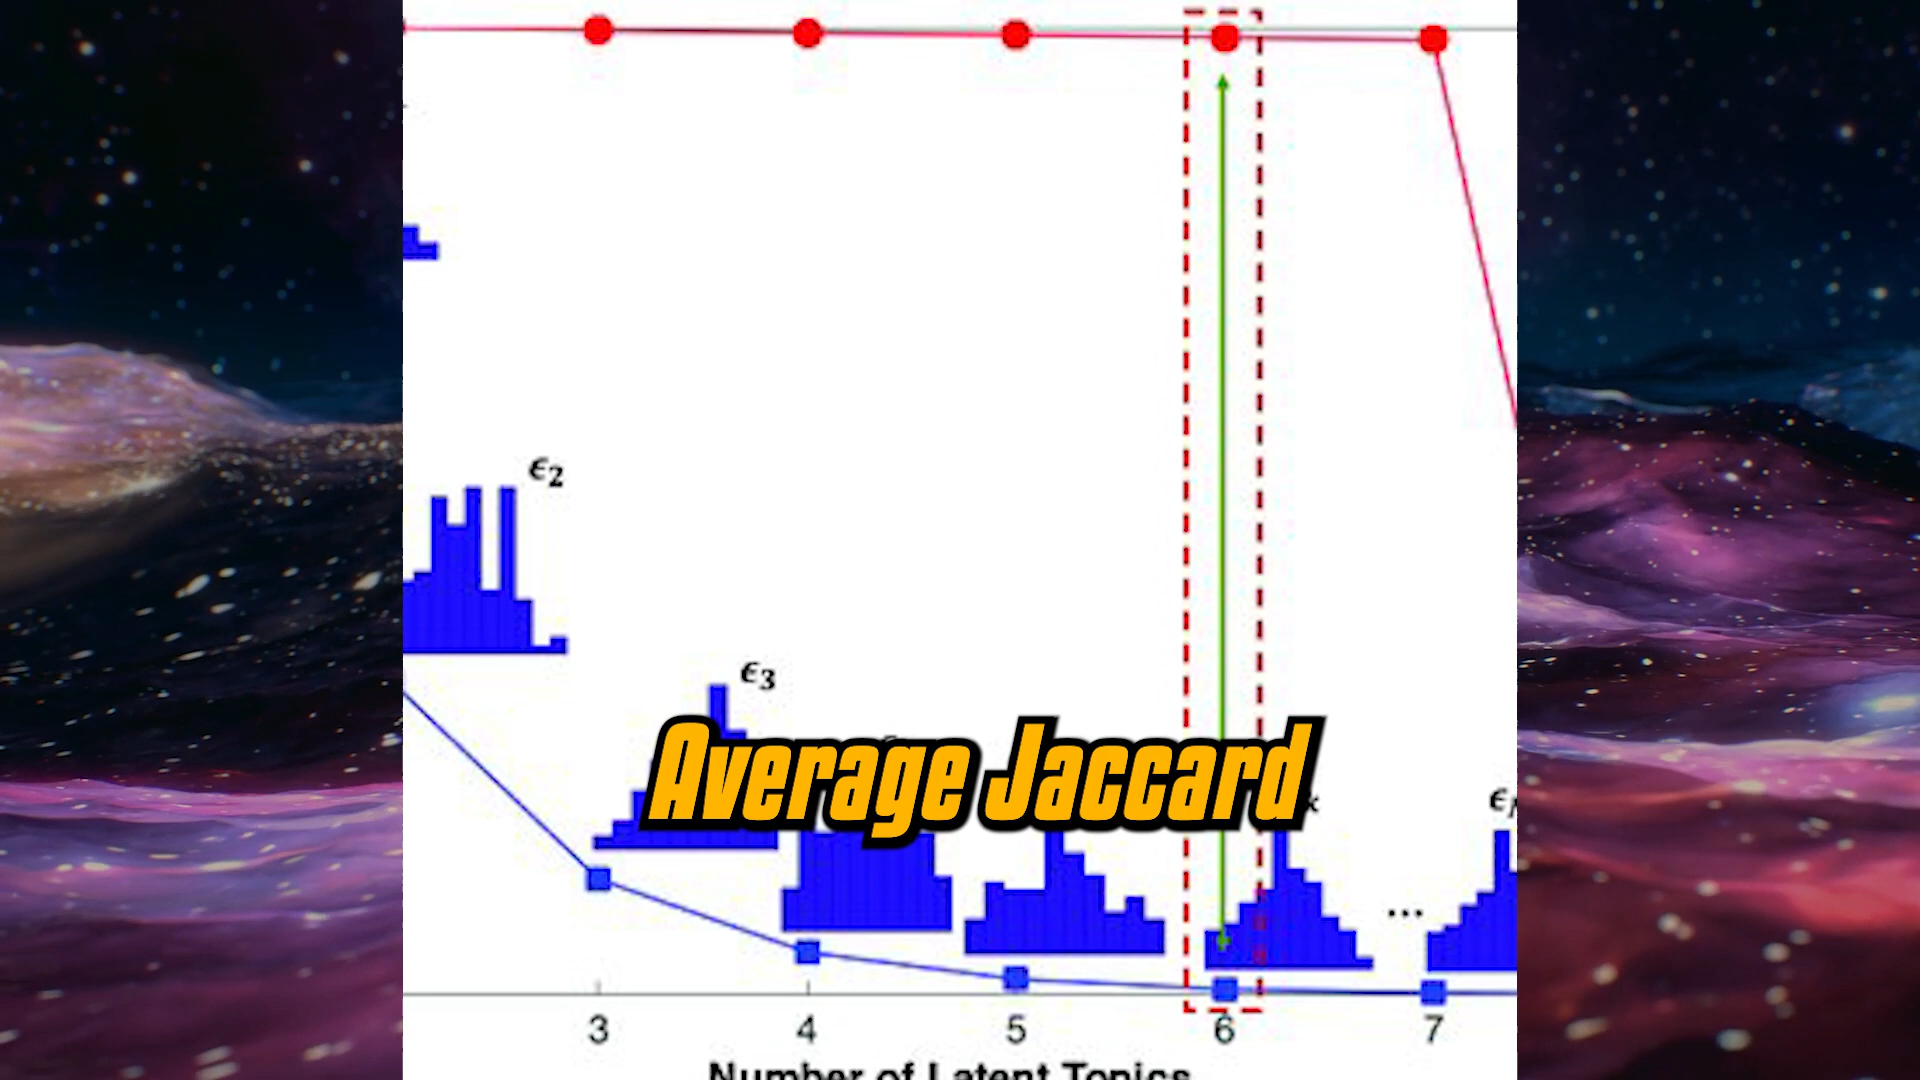 ϵ2
ϵ3
Average Jaccard
k
...
3 4 5 6 7
Number of Latent Topics